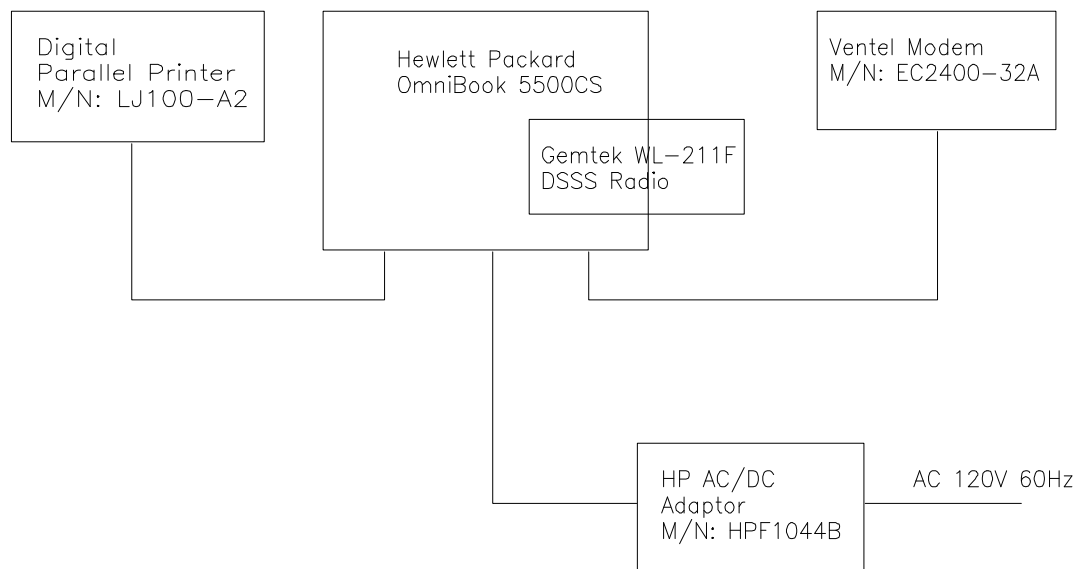 Digital
Parallel Printer
M/N: LJ100-A2
Hewlett Packard
OmniBook 5500CS
Gemtek WL-211F
DSSS Radio
Ventel Modem
M/N: EC2400-32A
HP AC/DC
Adaptor
M/N: HPF1044B
AC 120V 60Hz